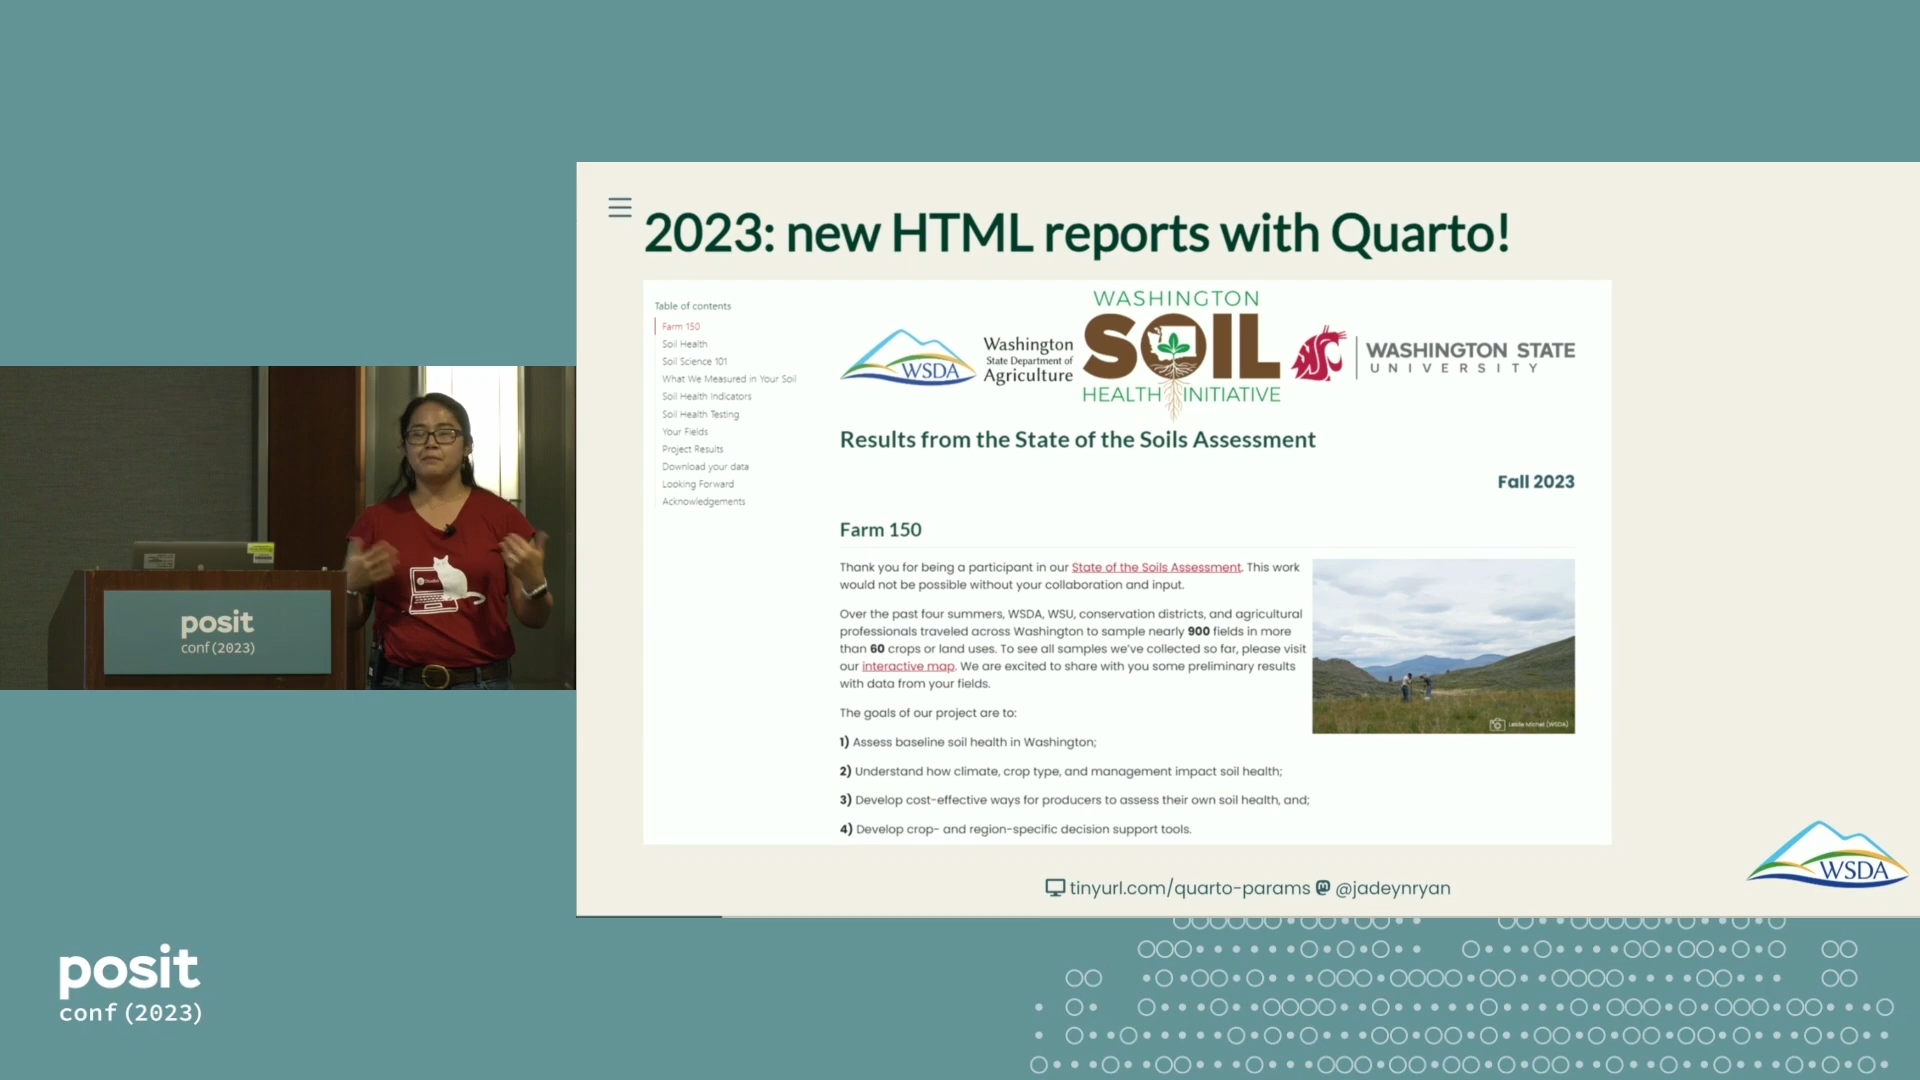 2023: new HTML reports with Quarto!
Table of contents
Farm 150
Soil Health
Soil Science 101
What We Measured in Your Soil
Soil Health Indicators
Soil Health Testing
Your Fields
Project Results
Download your data
Looking Forward
Acknowledgements
WSDA
Washington
State Department of
Agriculture
WASHINGTON
SOIL
HEALTH INITIATIVE
WASHINGTON STATE
UNIVERSITY
Results from the State of the Soils Assessment
Fall 2023
Farm 150
Thank you for being a participant in our State of the Soils Assessment. This work
would not be possible without your collaboration and input.
Over the past four summers, WSDA, WSU, conservation districts, and agricultural
professionals traveled across Washington to sample nearly 900 fields in more
than 60 crops or land uses. To see all samples we've collected so far, please visit
our interactive map. We are excited to share with you some preliminary results
with data from your fields.
The goals of our project are to:
1) Assess baseline soil health in Washington;
2) Understand how climate, crop type, and management impact soil health;
3) Develop cost-effective ways for producers to assess their own soil health, and;
4) Develop crop- and region-specific decision support tools.
Leslie Michel (WSDA)
tinyurl.com/quarto-params @jadeynryan
WSDA
posit
conf(2023)
posit
conf(2023)